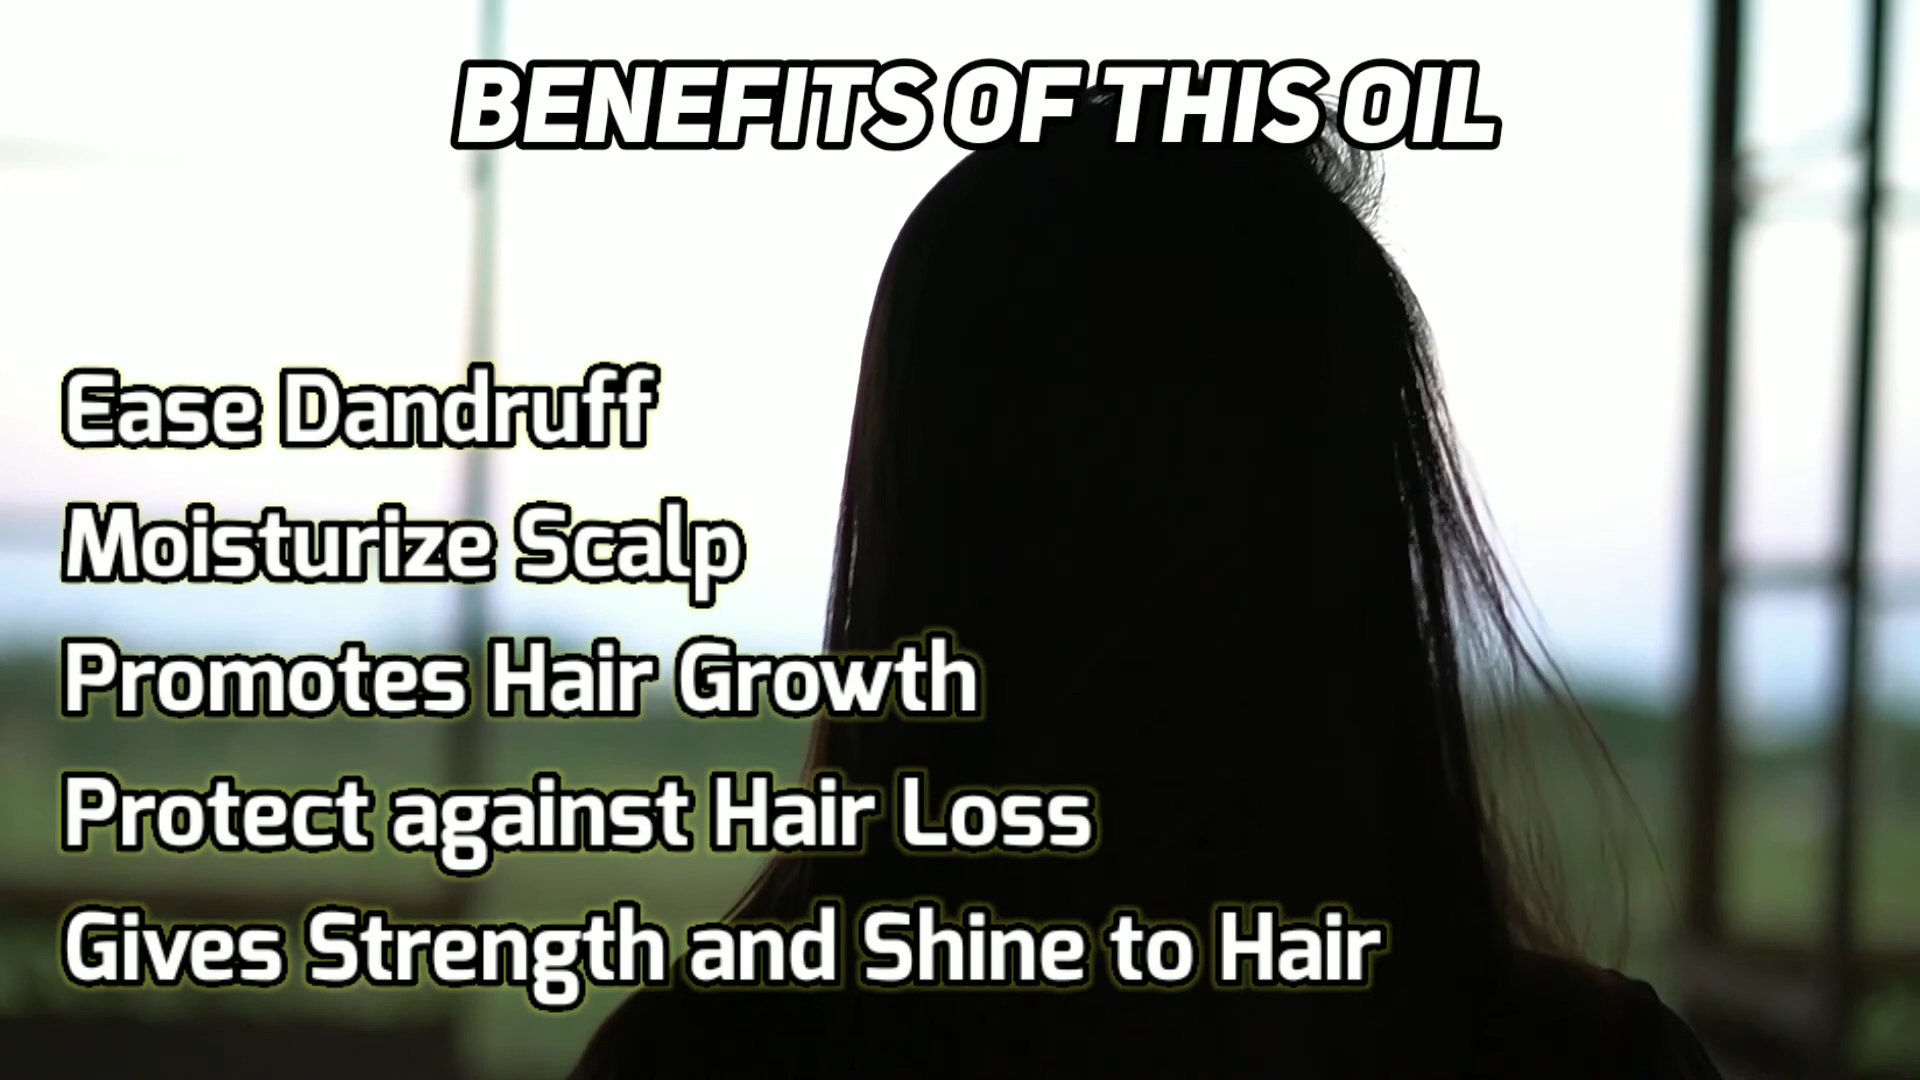 BENEFITS OF THIS OIL
Ease Dandruff
Moisturize Scalp
Promotes Hair Growth
Protect against Hair Loss
Gives Strength and Shine to Hair